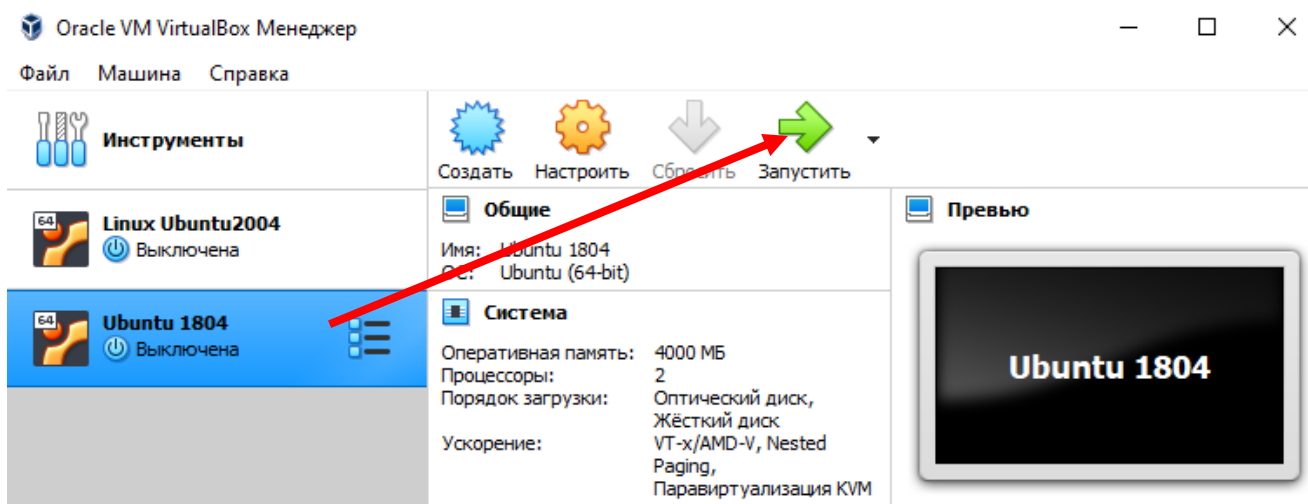 Oracle VM VirtualBox Менеджер
Файл Машина Справка
Инструменты
Создать Настроить Сбросить Запустить
64
Linux Ubuntu2004
Выключена
64
Ubuntu 1804
Выключена
Общие
Имя: Ubuntu 1804
ОС: Ubuntu (64-bit)
Система
Оперативная память: 4000 МБ
Процессоры: 2
Порядок загрузки: Оптический диск,
Жёсткий диск
Ускорение: VT-x/AMD-V, Nested
Paging,
Паравиртуализация KVM
Превью
Ubuntu 1804